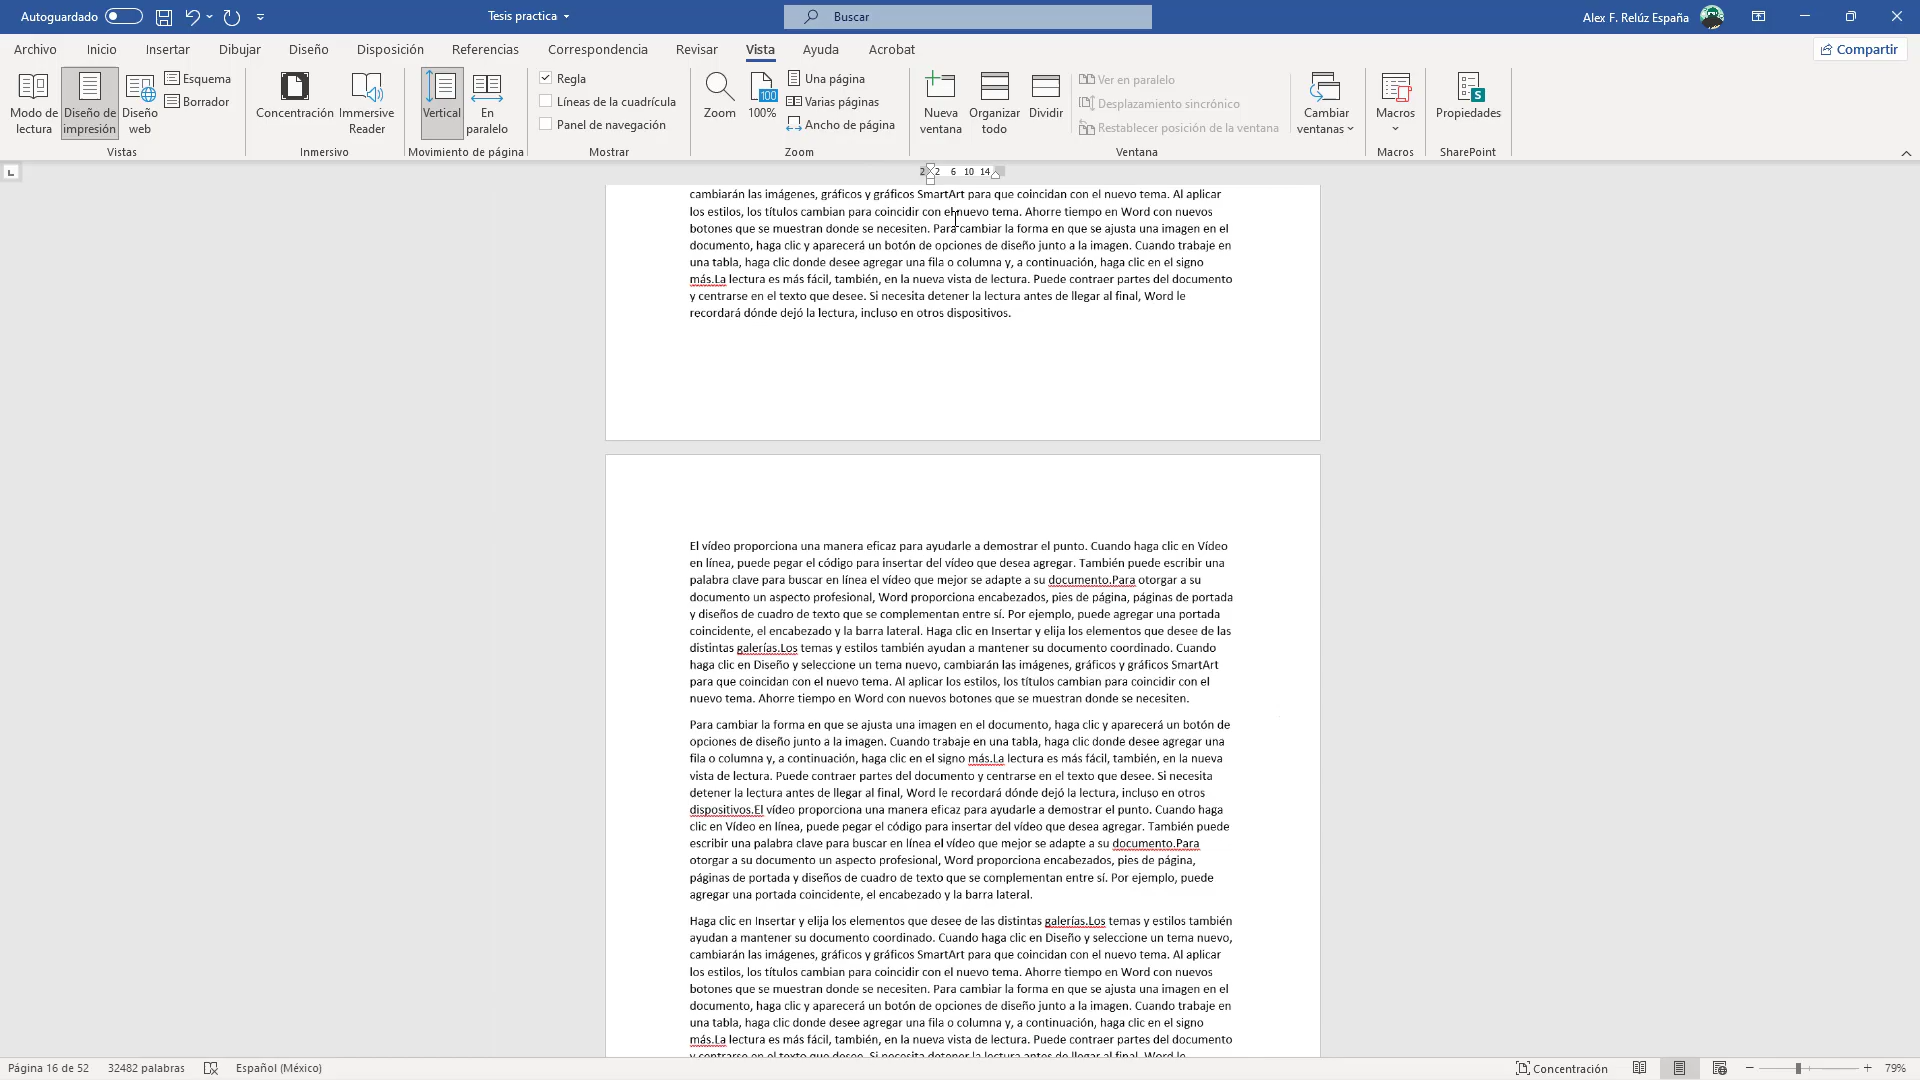 Autoguardado
Tesis practica
Buscar
Alex F. Relúz España
Archivo Inicio Insertar Dibujar Diseño Disposición Referencias Correspondencia Revisar Vista Ayuda Acrobat
Compartir
Modo de lectura
Diseño de impresión
Diseño web
Esquema
Borrador
Vistas
Concentración
Immersive Reader
Inmersivo
Vertical
En paralelo
Movimiento de página
Regla
Líneas de la cuadrícula
Panel de navegación
Mostrar
Zoom
100
100%
Una página
Varias páginas
Ancho de página
Zoom
Nueva ventana
Organizar todo
Dividir
Ver en paralelo
Desplazamiento sincrónico
Restablecer posición de la ventana
Cambiar ventanas
Ventana
Macros
Macros
S
Propiedades
SharePoint
L
2 2 6 10 14
cambiarán las imágenes, gráficos y gráficos SmartArt para que coincidan con el nuevo tema. Al aplicar
los estilos, los títulos cambian para coincidir con el nuevo tema. Ahorre tiempo en Word con nuevos
botones que se muestran donde se necesiten. Para cambiar la forma en que se ajusta una imagen en el
documento, haga clic y aparecerá un botón de opciones de diseño junto a la imagen. Cuando trabaje en
una tabla, haga clic donde desee agregar una fila o columna y, a continuación, haga clic en el signo
más.La lectura es más fácil, también, en la nueva vista de lectura. Puede contraer partes del documento
y centrarse en el texto que desee. Si necesita detener la lectura antes de llegar al final, Word le
recordará dónde dejó la lectura, incluso en otros dispositivos.
El vídeo proporciona una manera eficaz para ayudarle a demostrar el punto. Cuando haga clic en Vídeo
en línea, puede pegar el código para insertar del vídeo que desea agregar. También puede escribir una
palabra clave para buscar en línea el vídeo que mejor se adapte a su documento.Para otorgar a su
documento un aspecto profesional, Word proporciona encabezados, pies de página, páginas de portada
y diseños de cuadro de texto que se complementan entre sí. Por ejemplo, puede agregar una portada
coincidente, el encabezado y la barra lateral. Haga clic en Insertar y elija los elementos que desee de las
distintas galerías.Los temas y estilos también ayudan a mantener su documento coordinado. Cuando
haga clic en Diseño y seleccione un tema nuevo, cambiarán las imágenes, gráficos y gráficos SmartArt
para que coincidan con el nuevo tema. Al aplicar los estilos, los títulos cambian para coincidir con el
nuevo tema. Ahorre tiempo en Word con nuevos botones que se muestran donde se necesiten.
Para cambiar la forma en que se ajusta una imagen en el documento, haga clic y aparecerá un botón de
opciones de diseño junto a la imagen. Cuando trabaje en una tabla, haga clic donde desee agregar una
fila o columna y, a continuación, haga clic en el signo más.La lectura es más fácil, también, en la nueva
vista de lectura. Puede contraer partes del documento y centrarse en el texto que desee. Si necesita
detener la lectura antes de llegar al final, Word le recordará dónde dejó la lectura, incluso en otros
dispositivos.El vídeo proporciona una manera eficaz para ayudarle a demostrar el punto. Cuando haga
clic en Vídeo en línea, puede pegar el código para insertar del vídeo que desea agregar. También puede
escribir una palabra clave para buscar en línea el vídeo que mejor se adapte a su documento.Para
otorgar a su documento un aspecto profesional, Word proporciona encabezados, pies de página,
páginas de portada y diseños de cuadro de texto que se complementan entre sí. Por ejemplo, puede
agregar una portada coincidente, el encabezado y la barra lateral.
Haga clic en Insertar y elija los elementos que desee de las distintas galerías.Los temas y estilos también
ayudan a mantener su documento coordinado. Cuando haga clic en Diseño y seleccione un tema nuevo,
cambiarán las imágenes, gráficos y gráficos SmartArt para que coincidan con el nuevo tema. Al aplicar
los estilos, los títulos cambian para coincidir con el nuevo tema. Ahorre tiempo en Word con nuevos
botones que se muestran donde se necesiten. Para cambiar la forma en que se ajusta una imagen en el
documento, haga clic y aparecerá un botón de opciones de diseño junto a la imagen. Cuando trabaje en
una tabla, haga clic donde desee agregar una fila o columna y, a continuación, haga clic en el signo
más.La lectura es más fácil, también, en la nueva vista de lectura. Puede contraer partes del documento
y centrarse en el texto que desee. Si necesita detener la lectura antes de llegar al final, Word le
Página 16 de 52
32482 palabras
Español (México)
Concentración
79%